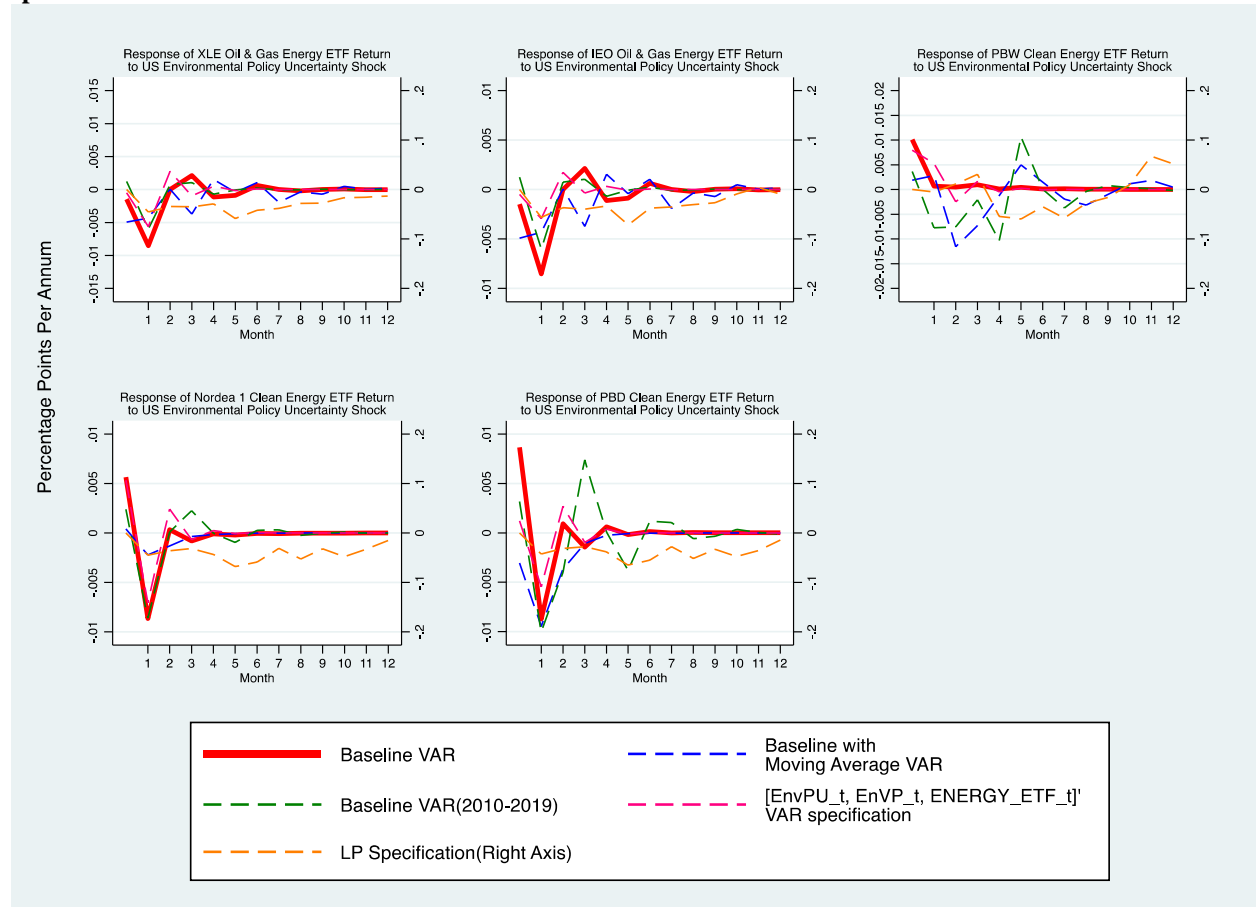 Response of XLE Oil & Gas Energy ETF Return
to US Environmental Policy Uncertainty Shock
.015
.01
.005
0
-.005
-.01
-.015
.2
.1
0
-.1
-.2
1 2 3 4 5 6 7 8 9 10 11 12
Month
Response of IEO Oil & Gas Energy ETF Return
to US Environmental Policy Uncertainty Shock
.01
.005
0
-.005
-.01
.2
.1
0
-.1
-.2
1 2 3 4 5 6 7 8 9 10 11 12
Month
Response of PBW Clean Energy ETF Return
to US Environmental Policy Uncertainty Shock
.02
.015
.01
.005
0
-.005
-.01
-.015
-.02
.2
.1
0
-.1
-.2
1 2 3 4 5 6 7 8 9 10 11 12
Month
Percentage Points Per Annum
Response of Nordea 1 Clean Energy ETF Return
to US Environmental Policy Uncertainty Shock
.01
.005
0
-.005
-.01
.2
.1
0
-.1
-.2
1 2 3 4 5 6 7 8 9 10 11 12
Month
Response of PBD Clean Energy ETF Return
to US Environmental Policy Uncertainty Shock
.01
.005
0
-.005
-.01
.2
.1
0
-.1
-.2
1 2 3 4 5 6 7 8 9 10 11 12
Month
Baseline VAR
Baseline with
Moving Average VAR
Baseline VAR(2010-2019)
[EnvPU_t, EnVP_t, ENERGY_ETF_t]'
VAR specification
LP Specification(Right Axis)